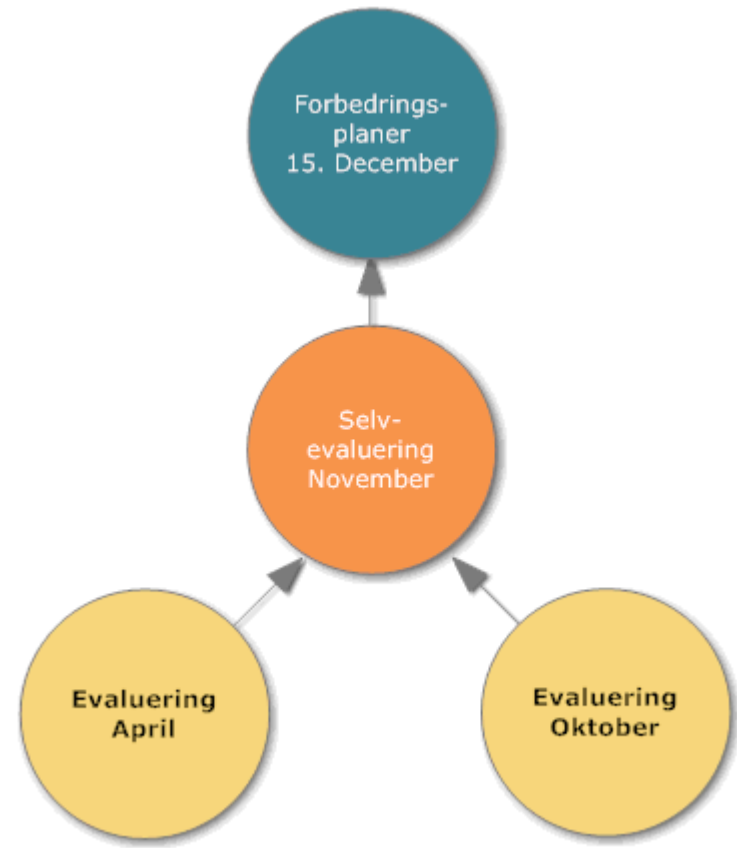 Forbedrings-
planer
15. December
Selv-
evaluering
November
Evaluering
April
Evaluering
Oktober